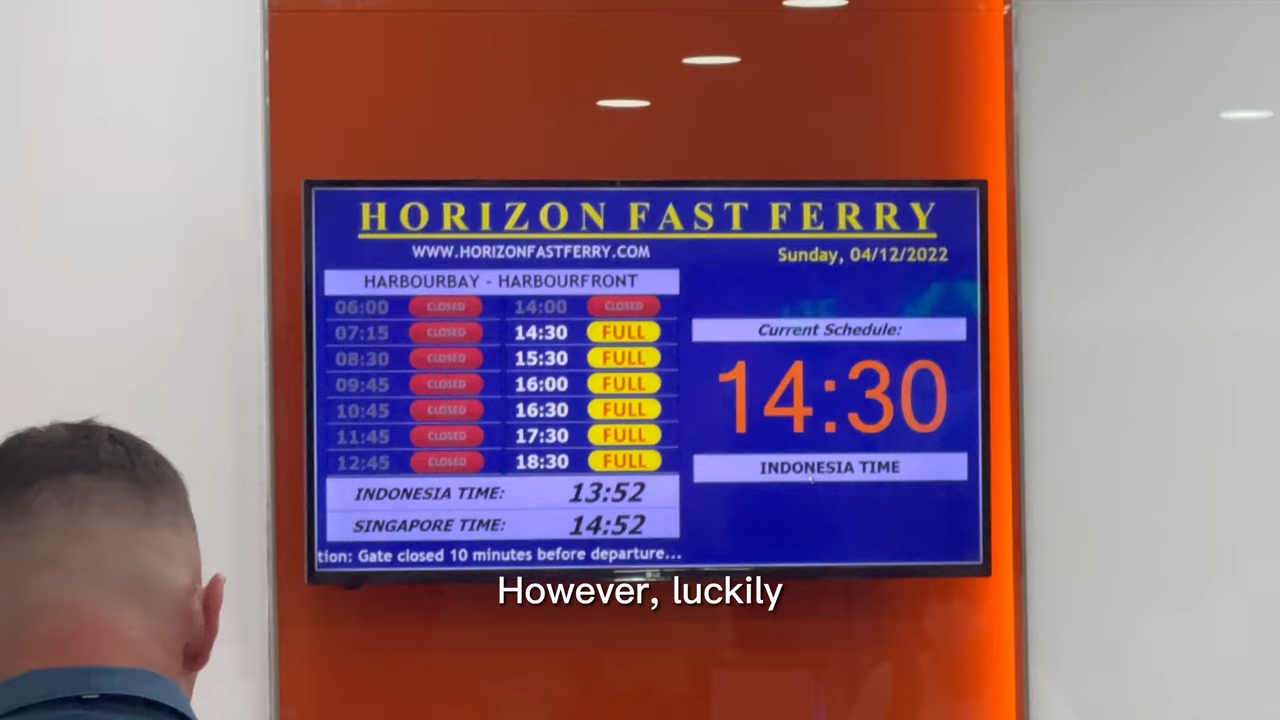 HORIZON FAST FERRY
WWW.HORIZONFASTFERRY.COM
Sunday, 04/12/2022
HARBOURBAY - HARBOURFRONT
06:00 CLOSED 14:00 CLOSED
07:15 CLOSED 14:30 FULL
08:30 CLOSED 15:30 FULL
09:45 CLOSED 16:00 FULL
10:45 CLOSED 16:30 FULL
11:45 CLOSED 17:30 FULL
12:45 CLOSED 18:30 FULL
INDONESIA TIME: 13:52
SINGAPORE TIME: 14:52
tion: Gate closed 10 minutes before departure...
Current Schedule:
14:30
INDONESIA TIME
LG
However, luckily